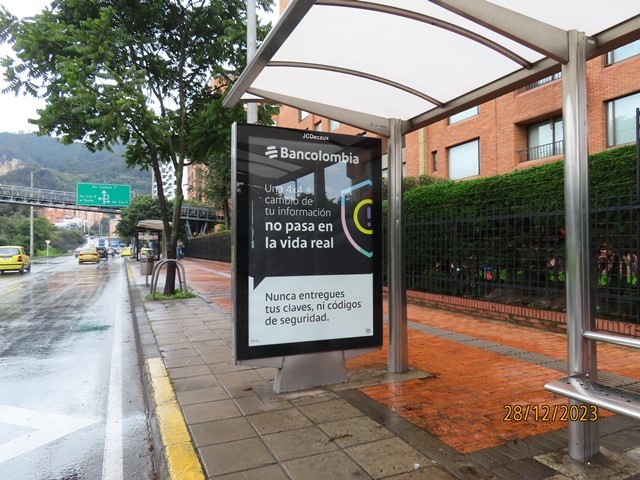 JCDecaux
Bancolombia
Una 4x4 a
cambio de
tu información
no pasa en
la vida real
Nunca entregues
tus claves, ni códigos
de seguridad.
28/12/2023